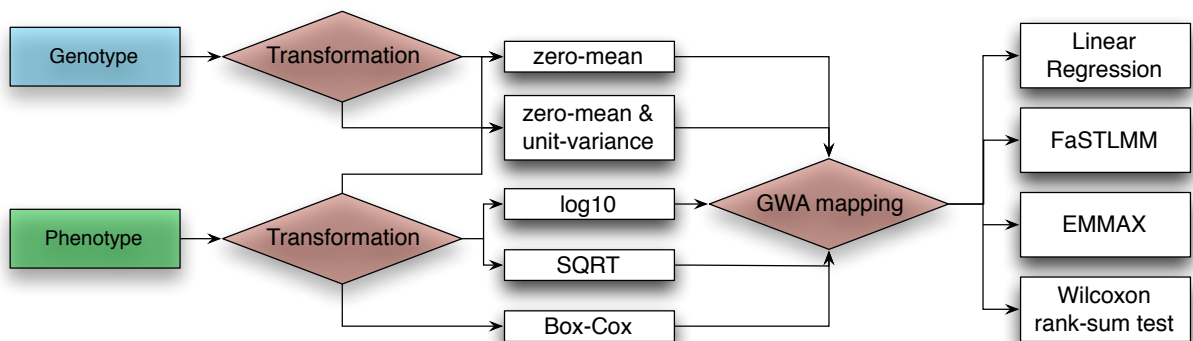 Genotype
Transformation
zero-mean
zero-mean &
unit-variance
Phenotype
Transformation
log10
SQRT
Box-Cox
GWA mapping
Linear
Regression
FaSTLMM
EMMAX
Wilcoxon
rank-sum test